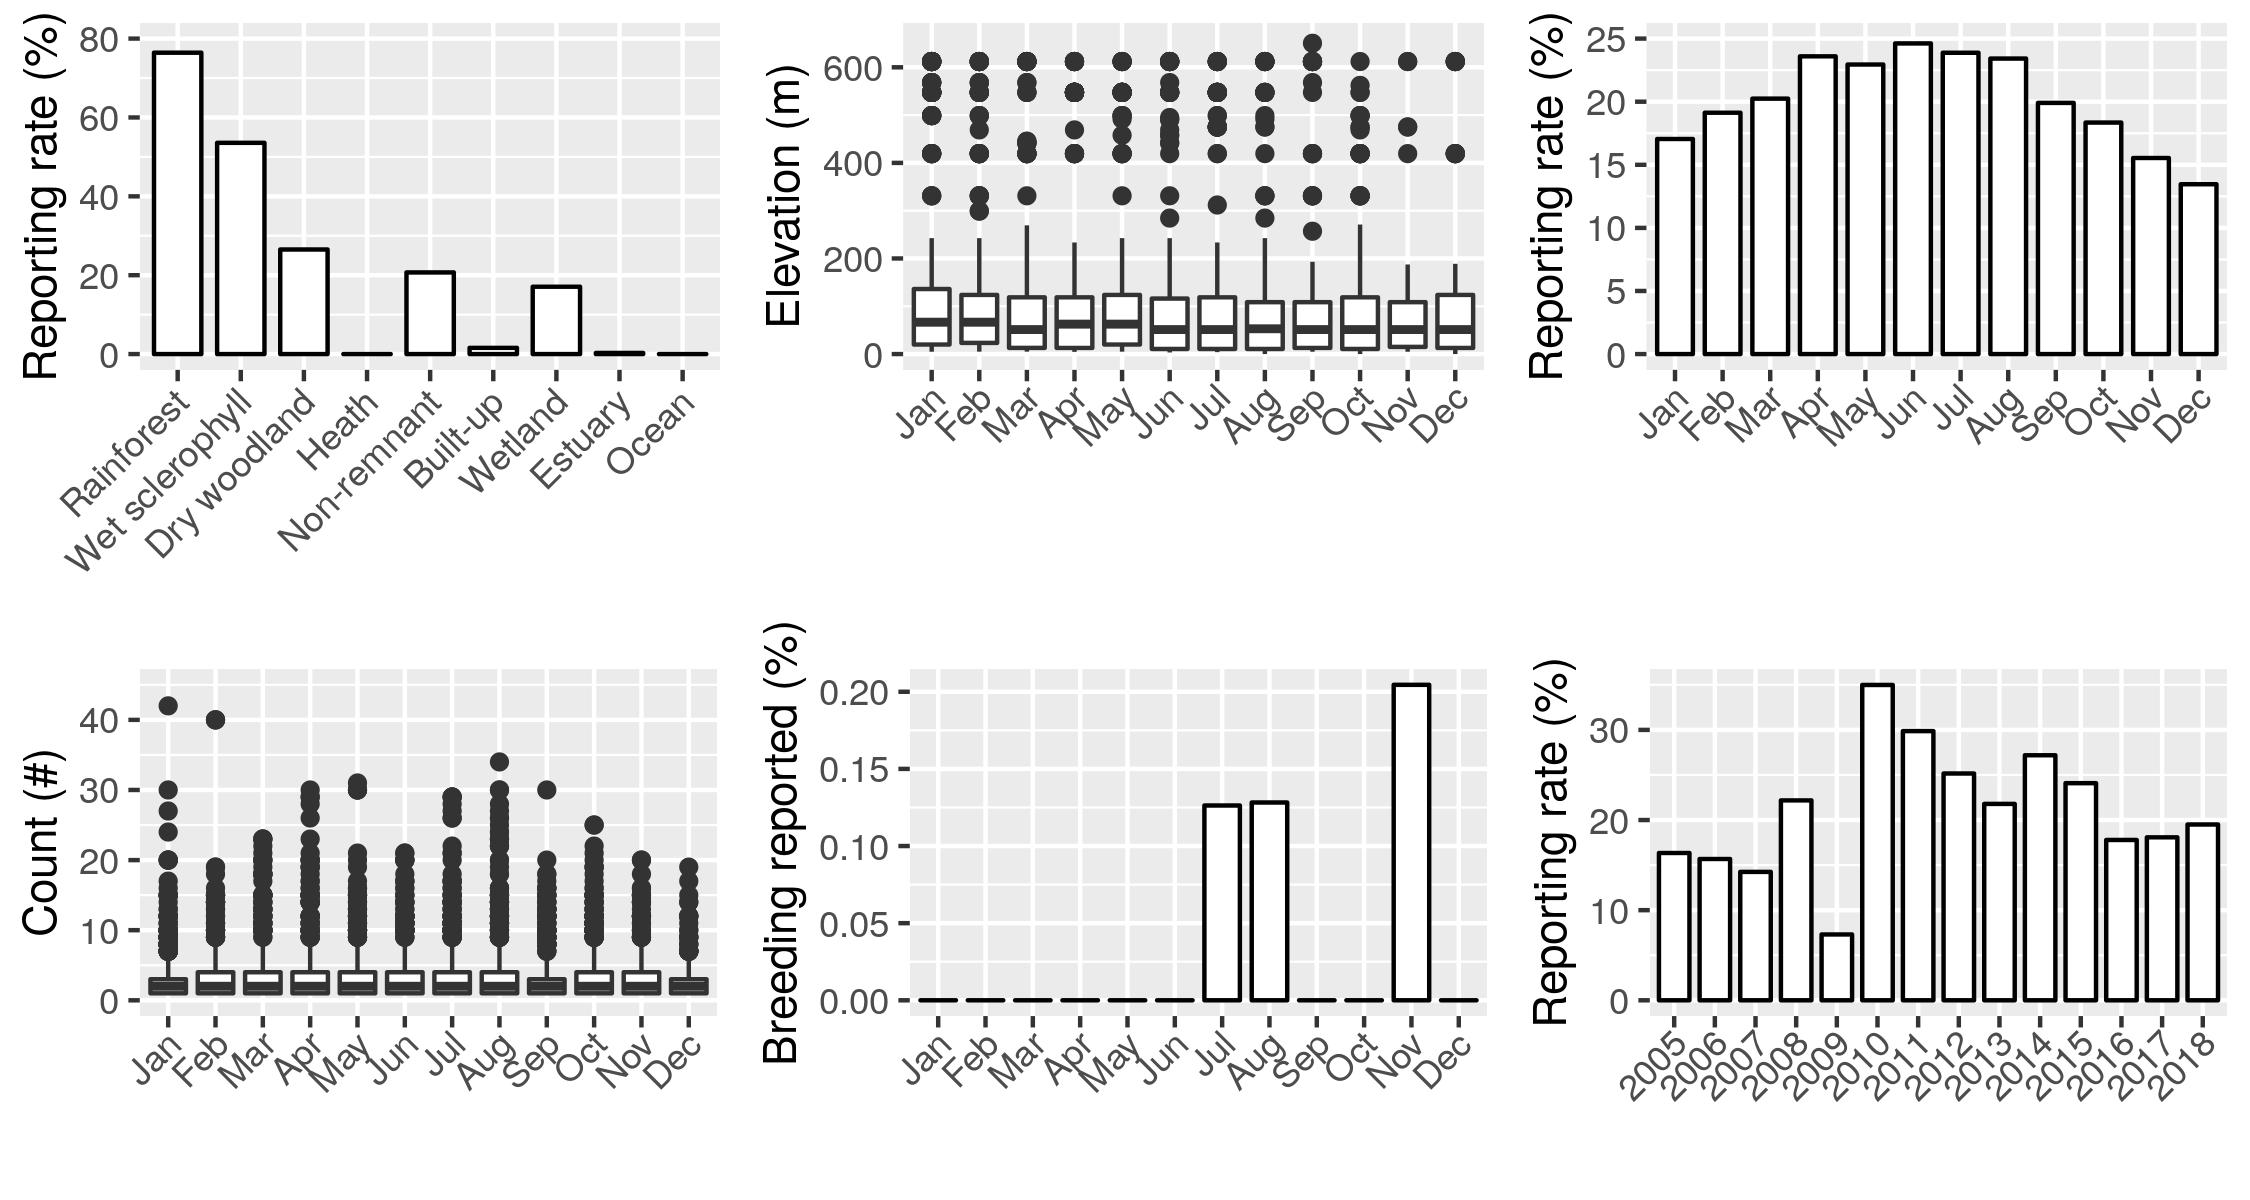 Reporting rate (%)
80
60
40
20
0
Rainforest
Wet sclerophyll
Dry woodland
Heath
Non-remnant
Built-up
Wetland
Estuary
Ocean
Elevation (m)
600
400
200
0
Jan
Feb
Mar
Apr
May
Jun
Jul
Aug
Sep
Oct
Nov
Dec
Reporting rate (%)
25
20
15
10
5
0
Jan
Feb
Mar
Apr
May
Jun
Jul
Aug
Sep
Oct
Nov
Dec
Count (#)
40
30
20
10
0
Jan
Feb
Mar
Apr
May
Jun
Jul
Aug
Sep
Oct
Nov
Dec
Breeding reported (%)
0.20
0.15
0.10
0.05
0.00
Jan
Feb
Mar
Apr
May
Jun
Jul
Aug
Sep
Oct
Nov
Dec
Reporting rate (%)
30
20
10
0
2005
2006
2007
2008
2009
2010
2011
2012
2013
2014
2015
2016
2017
2018